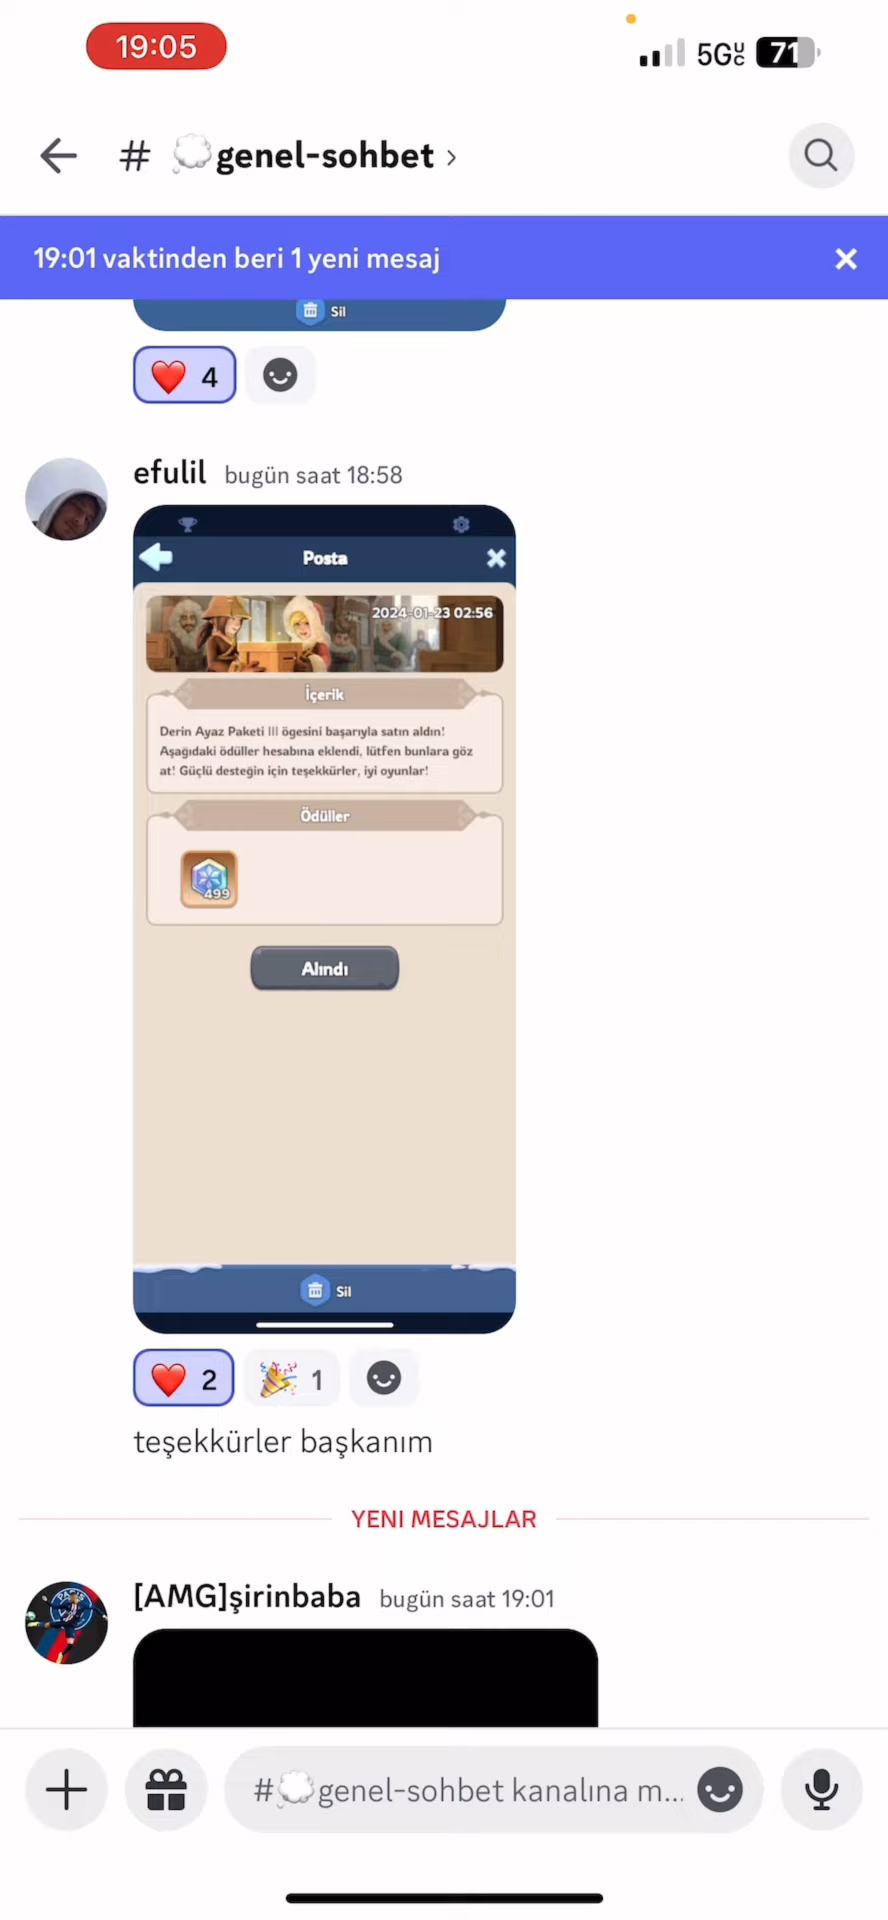 19:05
5G
71
# genel-sohbet
19:01 vaktinden beri 1 yeni mesaj
Sil
4
efulil bugün saat 18:58
Posta
2024-01-23 02:56
İçerik
Derin Ayaz Paketi III ögesini başarıyla satın aldın!
Aşağıdaki ödüller hesabına eklendi, lütfen bunlara göz
at! Güçlü desteğin için teşekkürler, iyi oyunlar!
Ödüller
499
Alındı
Sil
2
1
teşekkürler başkanım
YENI MESAJLAR
[AMG]şirinbaba bugün saat 19:01
#genel-sohbet kanalına m...